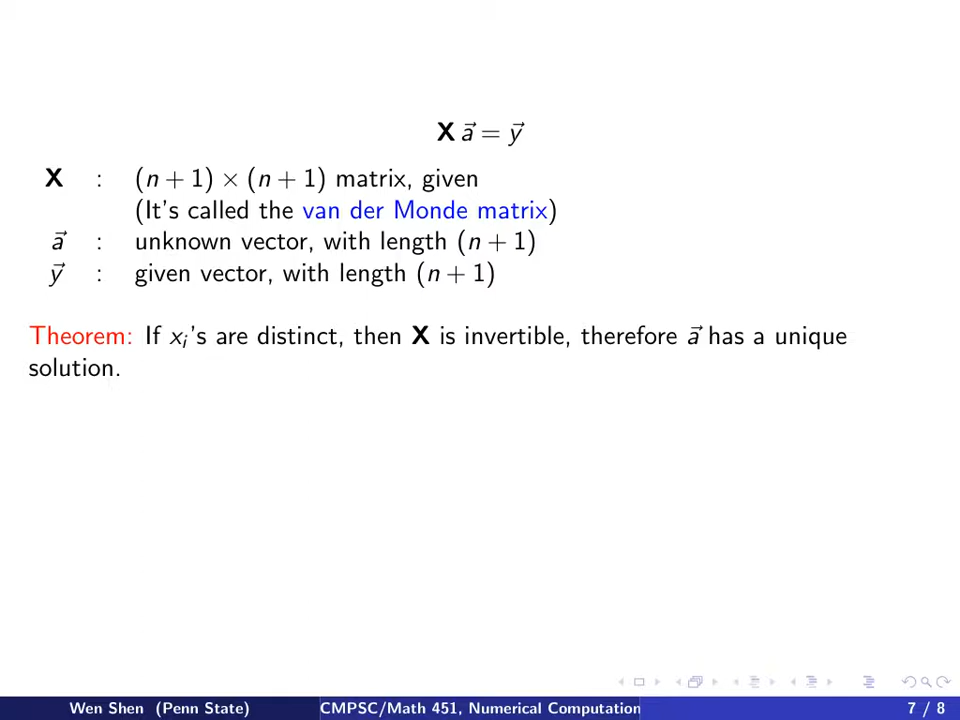 X a⃗ = y⃗
X : (n + 1) × (n + 1) matrix, given
(It's called the van der Monde matrix)
a⃗ : unknown vector, with length (n + 1)
y⃗ : given vector, with length (n + 1)
Theorem: If xᵢ's are distinct, then X is invertible, therefore a⃗ has a unique
solution.
Wen Shen (Penn State) CMPSC/Math 451, Numerical Computation 7 / 8